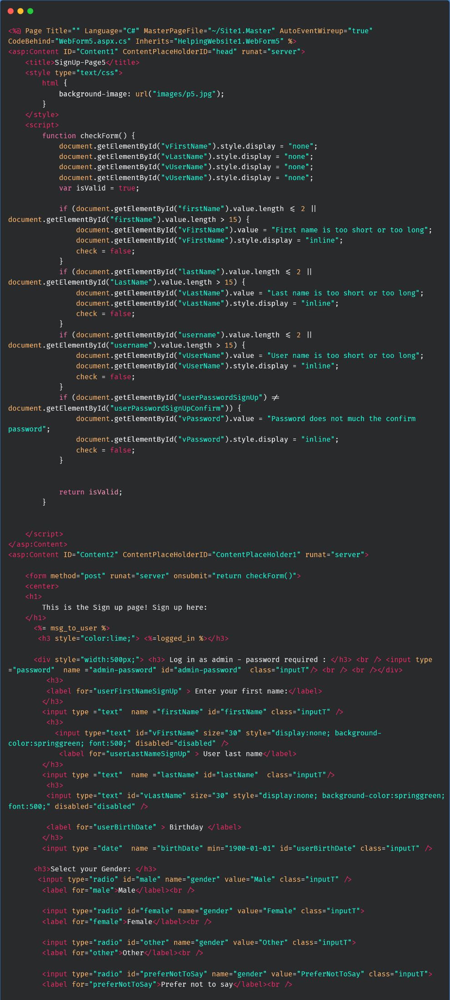 <%@ Page Title="" Language="C#" MasterPageFile="~/Site1.Master" AutoEventWireup="true"
CodeBehind="WebForm5.aspx.cs" Inherits="HelpingWebsite1.WebForm5" %>
<asp:Content ID="Content1" ContentPlaceHolderID="head" runat="server">
    <title>SignUp-Page5</title>
    <style type="text/css">
        html {
            background-image: url("images/p5.jpg");
        }
    </style>
    <script>
        function checkForm() {
            document.getElementById("vFirstName").style.display = "none";
            document.getElementById("vLastName").style.display = "none";
            document.getElementById("vUserName").style.display = "none";
            document.getElementById("vUserName").style.display = "none";
            var isValid = true;

            if (document.getElementById("firstName").value.length <= 2 ||
document.getElementById("firstName").value.length > 15) {
                document.getElementById("vFirstName").value = "First name is too short or too long";
                document.getElementById("vFirstName").style.display = "inline";
                check = false;
            }
            if (document.getElementById("lastName").value.length <= 2 ||
document.getElementById("LastName").value.length > 15) {
                document.getElementById("vLastName").value = "Last name is too short or too long";
                document.getElementById("vLastName").style.display = "inline";
                check = false;
            }
            if (document.getElementById("username").value.length <= 2 ||
document.getElementById("username").value.length > 15) {
                document.getElementById("vUserName").value = "User name is too short or too long";
                document.getElementById("vUserName").style.display = "inline";
                check = false;
            }
            if (document.getElementById("userPasswordSignUp") !=
document.getElementById("userPasswordSignUpConfirm")) {
                document.getElementById("vPassword").value = "Password does not much the confirm
password";
                document.getElementById("vPassword").style.display = "inline";
                check = false;
            }

            return isValid;
        }

    </script>
</asp:Content>
<asp:Content ID="Content2" ContentPlaceHolderID="ContentPlaceHolder1" runat="server">

    <form method="post" runat="server" onsubmit="return checkForm()">
    <center>
    <h1>
        This is the Sign up page! Sign up here:
    </h1>
      <%= msg_to_user %>
       <h3 style="color:lime;"> <%=logged_in %></h3>

      <div style="width:500px;"> <h3> Log in as admin - password required : </h3> <br /> <input type
="password"  name ="admin-password" id="admin-password"  class="inputT"/> <br /> <br /></div>
         <h3>
         <label for="userFirstNameSignUp" > Enter your first name:</label>
        </h3>
        <input type ="text"  name ="firstName" id="firstName" class="inputT" />
         <h3>
           <input type="text" id="vFirstName" size="30" style="display:none; background-
color:springgreen; font:500;" disabled="disabled" />
            <label for="userLastNameSignUp" > User last name</label>
        </h3>
        <input type ="text"  name ="lastName" id="lastName"  class="inputT"/>
         <h3>
         <input type="text" id="vLastName" size="30" style="display:none; background-color:springgreen;
font:500;" disabled="disabled" />

         <label for="userBirthDate" > Birthday </label>
        </h3>
        <input type ="date"  name ="birthDate" min="1900-01-01" id="userBirthDate" class="inputT" />

      <h3>Select your Gender: </h3>
       <input type="radio" id="male" name="gender" value="Male" class="inputT" />
        <label for="male">Male</label><br />

        <input type="radio" id="female" name="gender" value="Female" class="inputT">
        <label for="female">Female</label><br />

        <input type="radio" id="other" name="gender" value="Other" class="inputT">
        <label for="other">Other</label><br />

        <input type="radio" id="preferNotToSay" name="gender" value="PreferNotToSay" class="inputT">
        <label for="preferNotToSay">Prefer not to say</label><br />